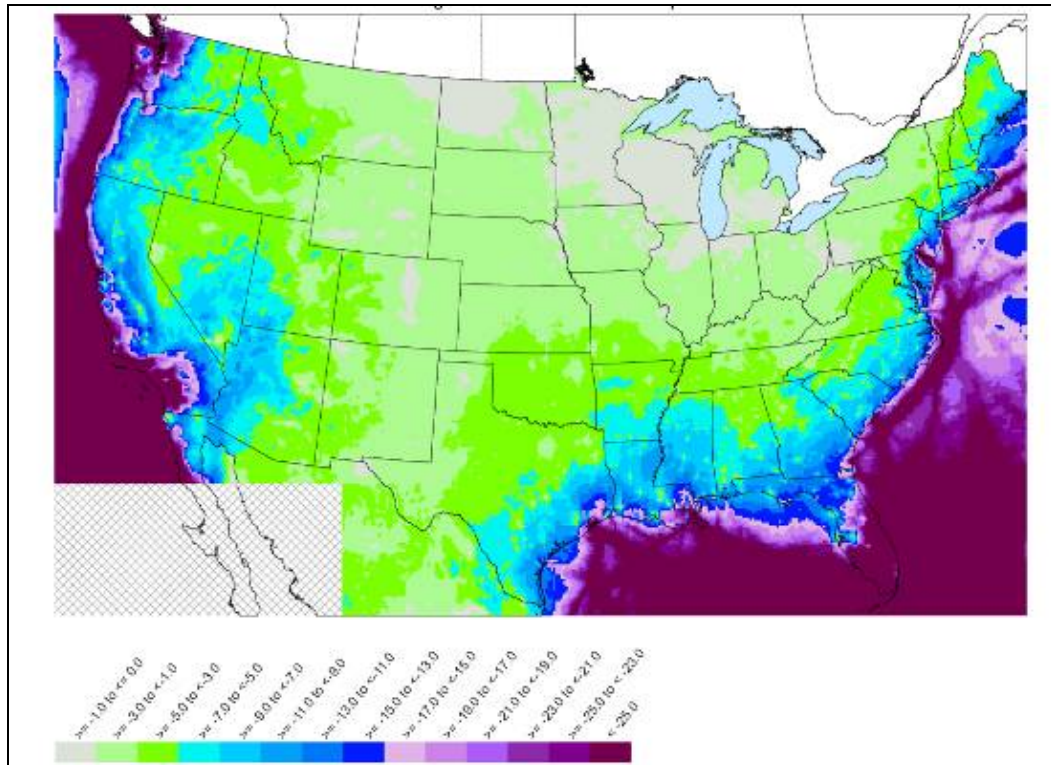 >= -1.0 to <= 0.0
>= -3.0 to <-1.0
>= -5.0 to <-3.0
>= -7.0 to <-5.0
>= -9.0 to <-7.0
>= -11.0 to <-9.0
>= -13.0 to <-11.0
>= -15.0 to <-13.0
>= -17.0 to <-15.0
>= -19.0 to <-17.0
>= -21.0 to <-19.0
>= -23.0 to <-21.0
>= -25.0 to < -23.0
< -25.0